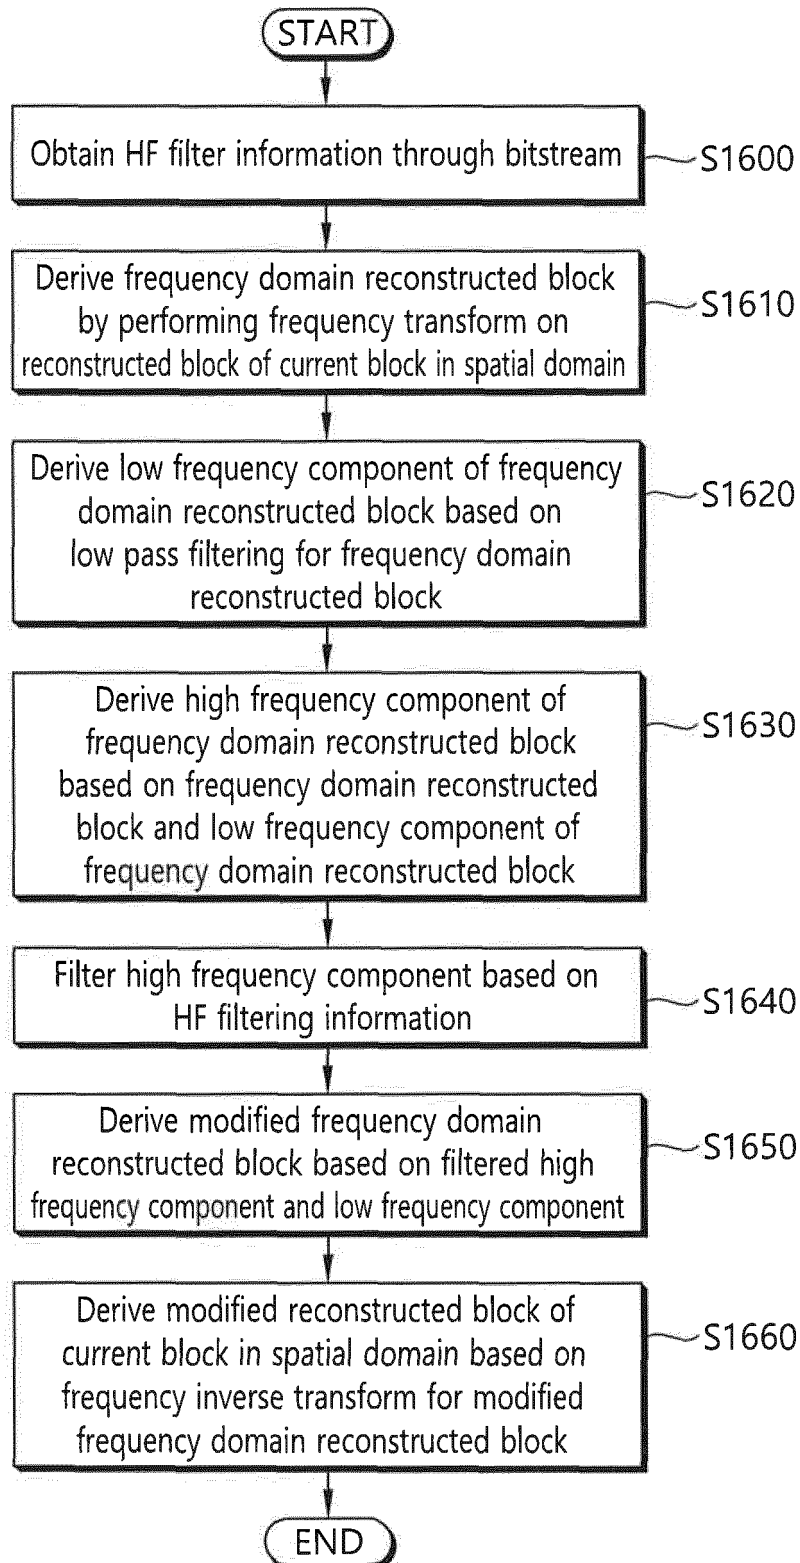 START
Obtain HF filter information through bitstream
S1600
Derive frequency domain reconstructed block
by performing frequency transform on
reconstructed block of current block in spatial domain
S1610
Derive low frequency component of frequency
domain reconstructed block based on
low pass filtering for frequency domain
reconstructed block
S1620
Derive high frequency component of
frequency domain reconstructed block
based on frequency domain reconstructed
block and low frequency component of
frequency domain reconstructed block
S1630
Filter high frequency component based on
HF filtering information
S1640
Derive modified frequency domain
reconstructed block based on filtered high
frequency component and low frequency component
S1650
Derive modified reconstructed block of
current block in spatial domain based on
frequency inverse transform for modified
frequency domain reconstructed block
S1660
END